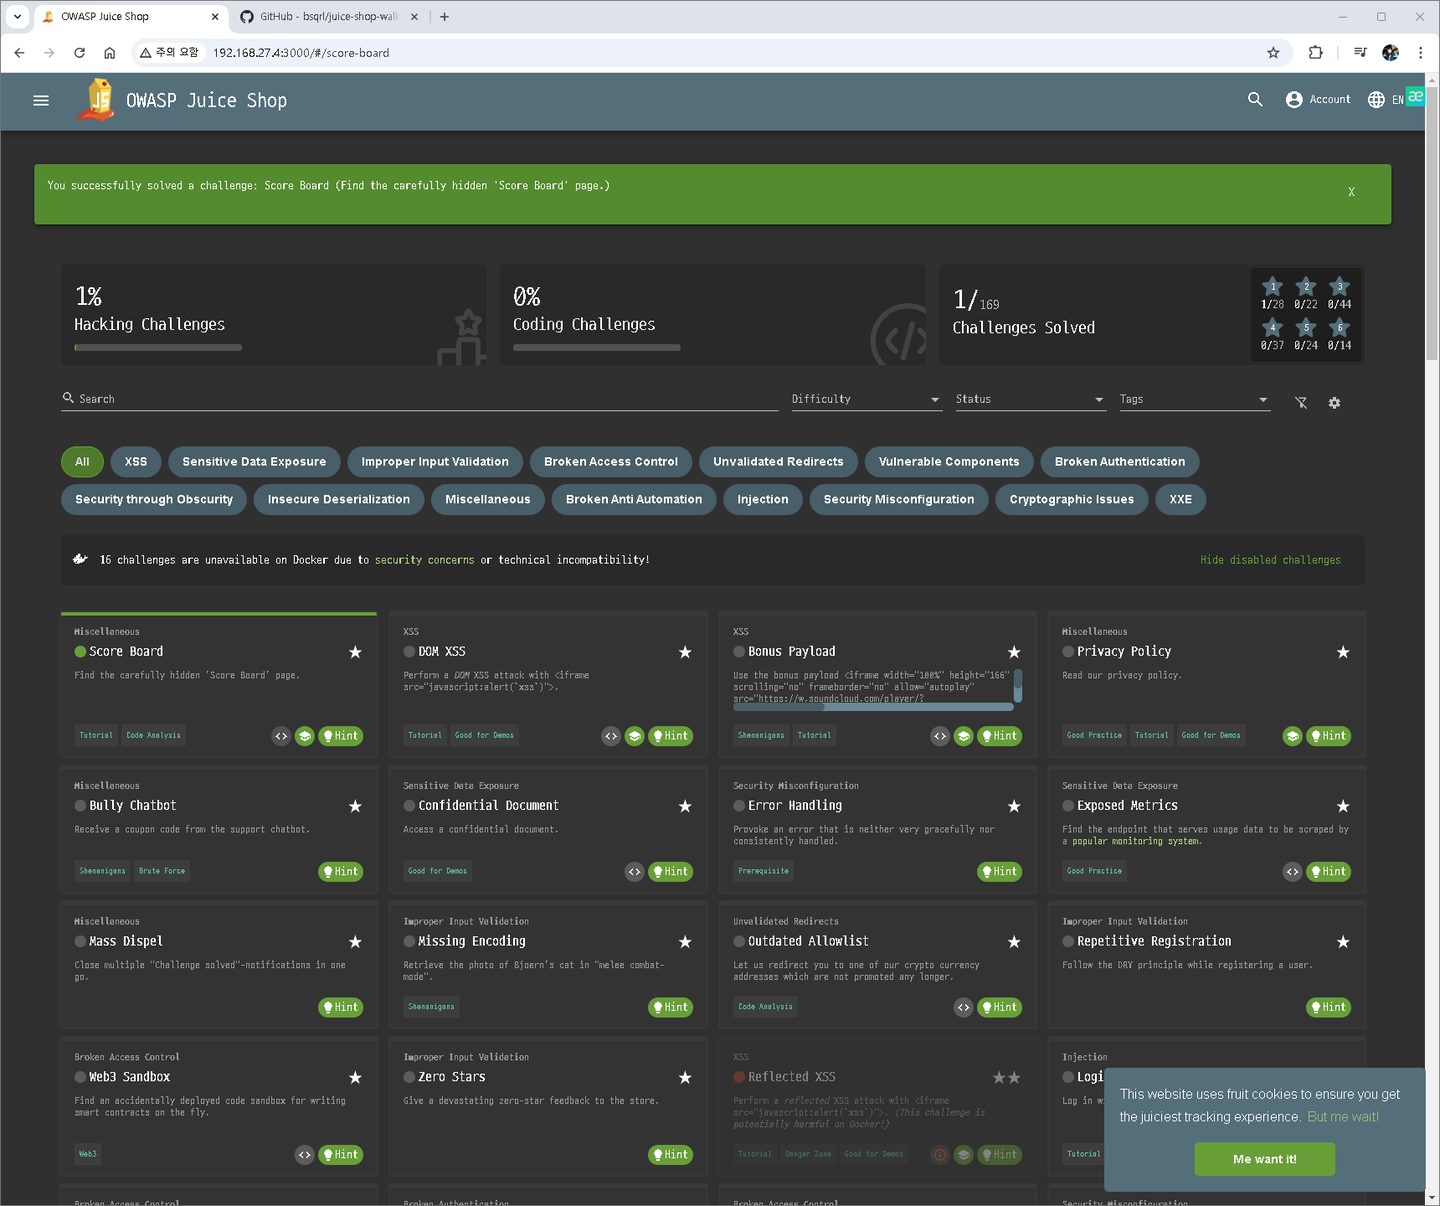 OWASP Juice Shop
GitHub - bsqrl/juice-shop-wal
주의 요함 192.168.27.4:3000/#/score-board
OWASP Juice Shop
Account
EN
You successfully solved a challenge: Score Board (Find the carefully hidden 'Score Board' page.)
X
1%
Hacking Challenges
0%
Coding Challenges
1/169
Challenges Solved
1 2 3
1/28 0/22 0/44
4 5 6
0/37 0/24 0/14
Search
Difficulty
Status
Tags
All XSS Sensitive Data Exposure Improper Input Validation Broken Access Control Unvalidated Redirects Vulnerable Components Broken Authentication
Security through Obscurity Insecure Deserialization Miscellaneous Broken Anti Automation Injection Security Misconfiguration Cryptographic Issues XXE
16 challenges are unavailable on Docker due to security concerns or technical incompatibility!
Hide disabled challenges
Miscellaneous
Score Board
Find the carefully hidden 'Score Board' page.
Tutorial Code Analysis
Hint
XSS
DOM XSS
Perform a DOM XSS attack with <iframe
src="javascript:alert(`xss`)">.
Tutorial Good for Demos
Hint
XSS
Bonus Payload
Use the bonus payload <iframe width="100%" height="166"
scrolling="no" frameborder="no" allow="autoplay"
src="https://w.soundcloud.com/player/?
Shenanigans Tutorial
Hint
Miscellaneous
Privacy Policy
Read our privacy policy.
Good Practice Tutorial Good for Demos
Hint
Miscellaneous
Bully Chatbot
Receive a coupon code from the support chatbot.
Shenanigans Brute Force
Hint
Sensitive Data Exposure
Confidential Document
Access a confidential document.
Good for Demos
Hint
Security Misconfiguration
Error Handling
Provoke an error that is neither very gracefully nor
consistently handled.
Prerequisite
Hint
Sensitive Data Exposure
Exposed Metrics
Find the endpoint that serves usage data to be scraped by
a popular monitoring system.
Good Practice
Hint
Miscellaneous
Mass Dispel
Close multiple "Challenge solved"-notifications in one
go.
Hint
Improper Input Validation
Missing Encoding
Retrieve the photo of Bjoern's cat in "melee combat-
mode".
Shenanigans
Hint
Unvalidated Redirects
Outdated Allowlist
Let us redirect you to one of our crypto currency
addresses which are not promoted any longer.
Code Analysis
Hint
Improper Input Validation
Repetitive Registration
Follow the DRY principle while registering a user.
Hint
Broken Access Control
Web3 Sandbox
Find an accidentally deployed code sandbox for writing
smart contracts on the fly.
Web3
Hint
Improper Input Validation
Zero Stars
Give a devastating zero-star feedback to the store.
Hint
XSS
Reflected XSS
Perform a reflected XSS attack with <iframe
src="javascript:alert(`xss`)">. (This challenge is
potentially harmful on Docker!)
Tutorial Danger Zone Good for Demos
Hint
Injection
Logi
Log in w
Tutorial
This website uses fruit cookies to ensure you get
the juiciest tracking experience. But me wait!
Me want it!
Broken Access Control
Broken Authentication
Broken Access Control
Security Misconfiguration